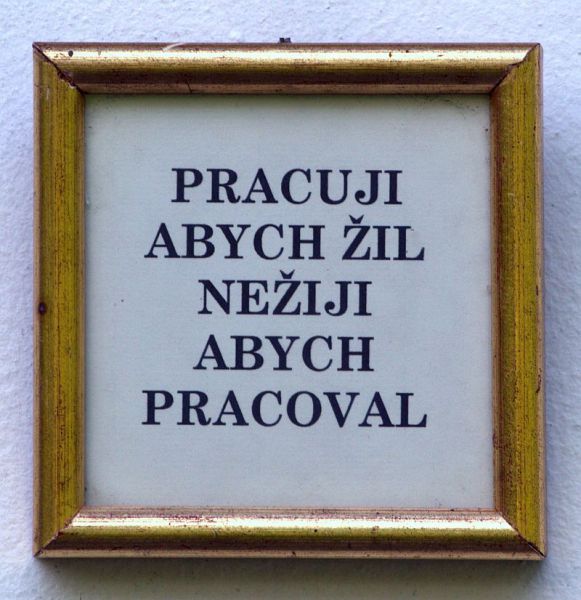 PRACUJI
ABYCH ŽIL
NEŽIJI
ABYCH
PRACOVAL